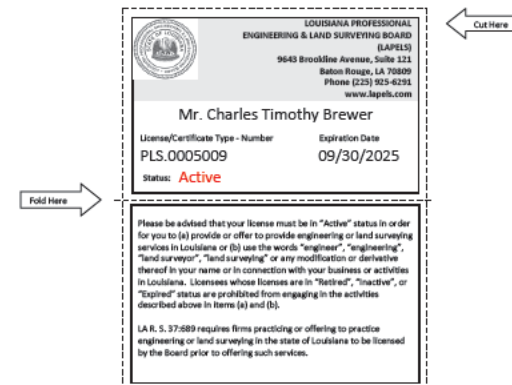 LOUISIANA PROFESSIONAL
ENGINEERING & LAND SURVEYING BOARD
(LAPELS)
9643 Brookline Avenue, Suite 121
Baton Rouge, LA 70809
Phone (225) 925-6291
www.lapels.com
Cut Here
Mr. Charles Timothy Brewer
License/Certificate Type - Number Expiration Date
PLS.0005009 09/30/2025
Status: Active
Fold Here
Please be advised that your license must be in "Active" status in order
for you to (a) provide or offer to provide engineering or land surveying
services in Louisiana or (b) use the words "engineer", "engineering",
"land surveyor", "land surveying" or any modification or derivative
thereof in your name or in connection with your business or activities
in Louisiana. Licensees whose licenses are in "Retired", "Inactive", or
"Expired" status are prohibited from engaging in the activities
described above in items (a) and (b).
LA R. S. 37:689 requires firms practicing or offering to practice
engineering or land surveying in the state of Louisiana to be licensed
by the Board prior to offering such services.